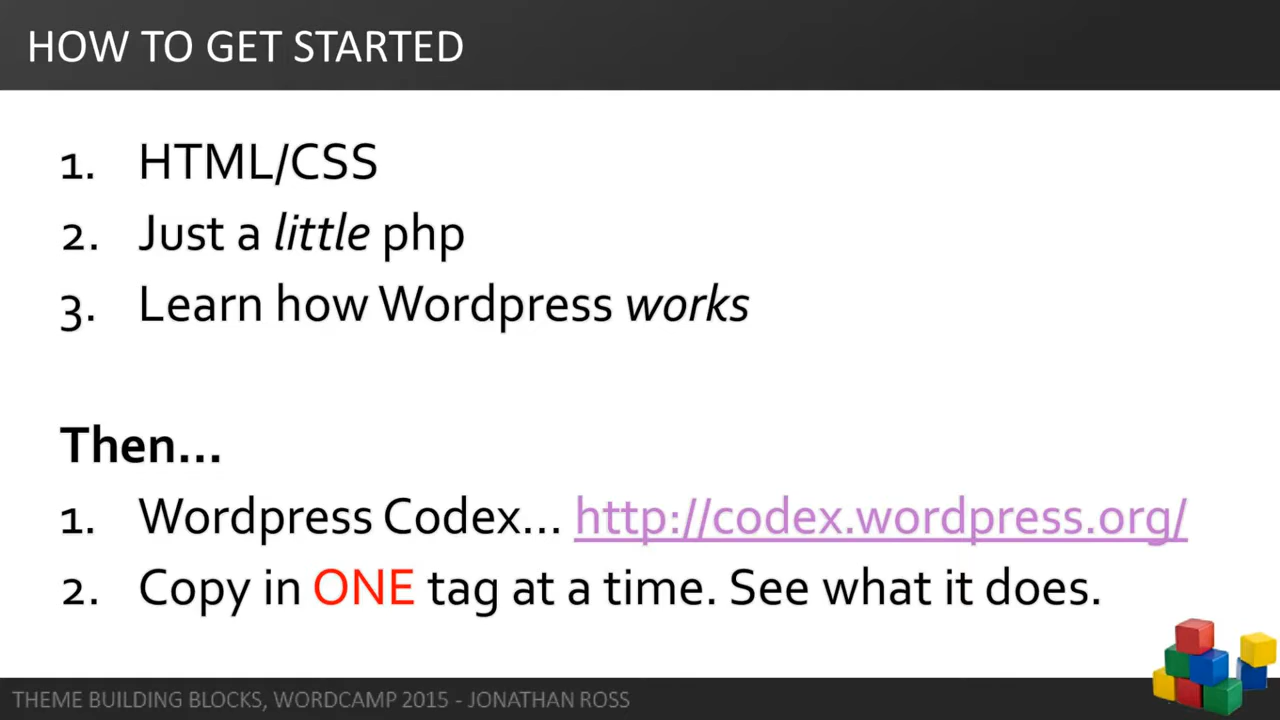 HOW TO GET STARTED
1. HTML/CSS
2. Just a little php
3. Learn how Wordpress works
Then...
1. Wordpress Codex... http://codex.wordpress.org/
2. Copy in ONE tag at a time. See what it does.
THEME BUILDING BLOCKS, WORDCAMP 2015 - JONATHAN ROSS